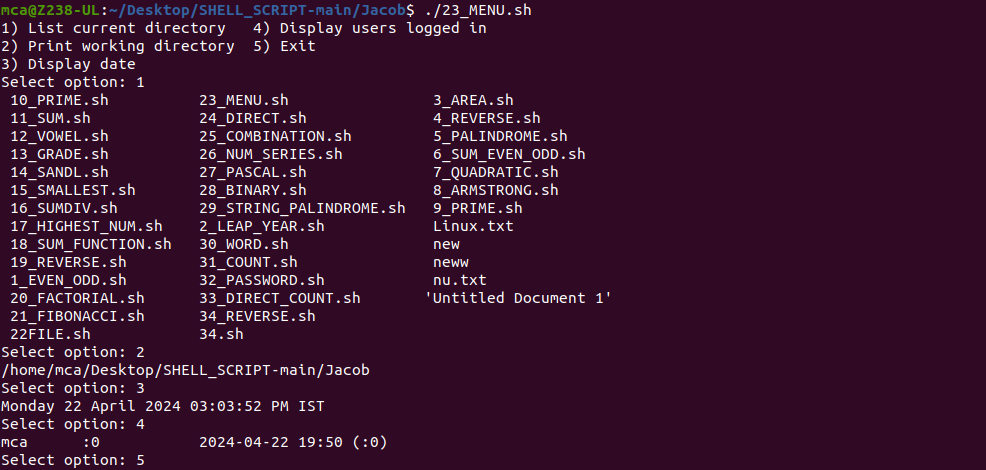 mca@Z238-UL:~/Desktop/SHELL_SCRIPT-main/Jacob$ ./23_MENU.sh
1) List current directory   4) Display users logged in
2) Print working directory  5) Exit
3) Display date
Select option: 1
 10_PRIME.sh           23_MENU.sh                 3_AREA.sh
 11_SUM.sh             24_DIRECT.sh               4_REVERSE.sh
 12_VOWEL.sh           25_COMBINATION.sh          5_PALINDROME.sh
 13_GRADE.sh           26_NUM_SERIES.sh           6_SUM_EVEN_ODD.sh
 14_SANDL.sh           27_PASCAL.sh               7_QUADRATIC.sh
 15_SMALLEST.sh        28_BINARY.sh               8_ARMSTRONG.sh
 16_SUMDIV.sh          29_STRING_PALINDROME.sh    9_PRIME.sh
 17_HIGHEST_NUM.sh     2_LEAP_YEAR.sh             Linux.txt
 18_SUM_FUNCTION.sh    30_WORD.sh                 new
 19_REVERSE.sh         31_COUNT.sh                neww
 1_EVEN_ODD.sh         32_PASSWORD.sh             nu.txt
 20_FACTORIAL.sh       33_DIRECT_COUNT.sh        'Untitled Document 1'
 21_FIBONACCI.sh       34_REVERSE.sh
 22FILE.sh             34.sh
Select option: 2
/home/mca/Desktop/SHELL_SCRIPT-main/Jacob
Select option: 3
Monday 22 April 2024 03:03:52 PM IST
Select option: 4
mca      :0           2024-04-22 19:50 (:0)
Select option: 5